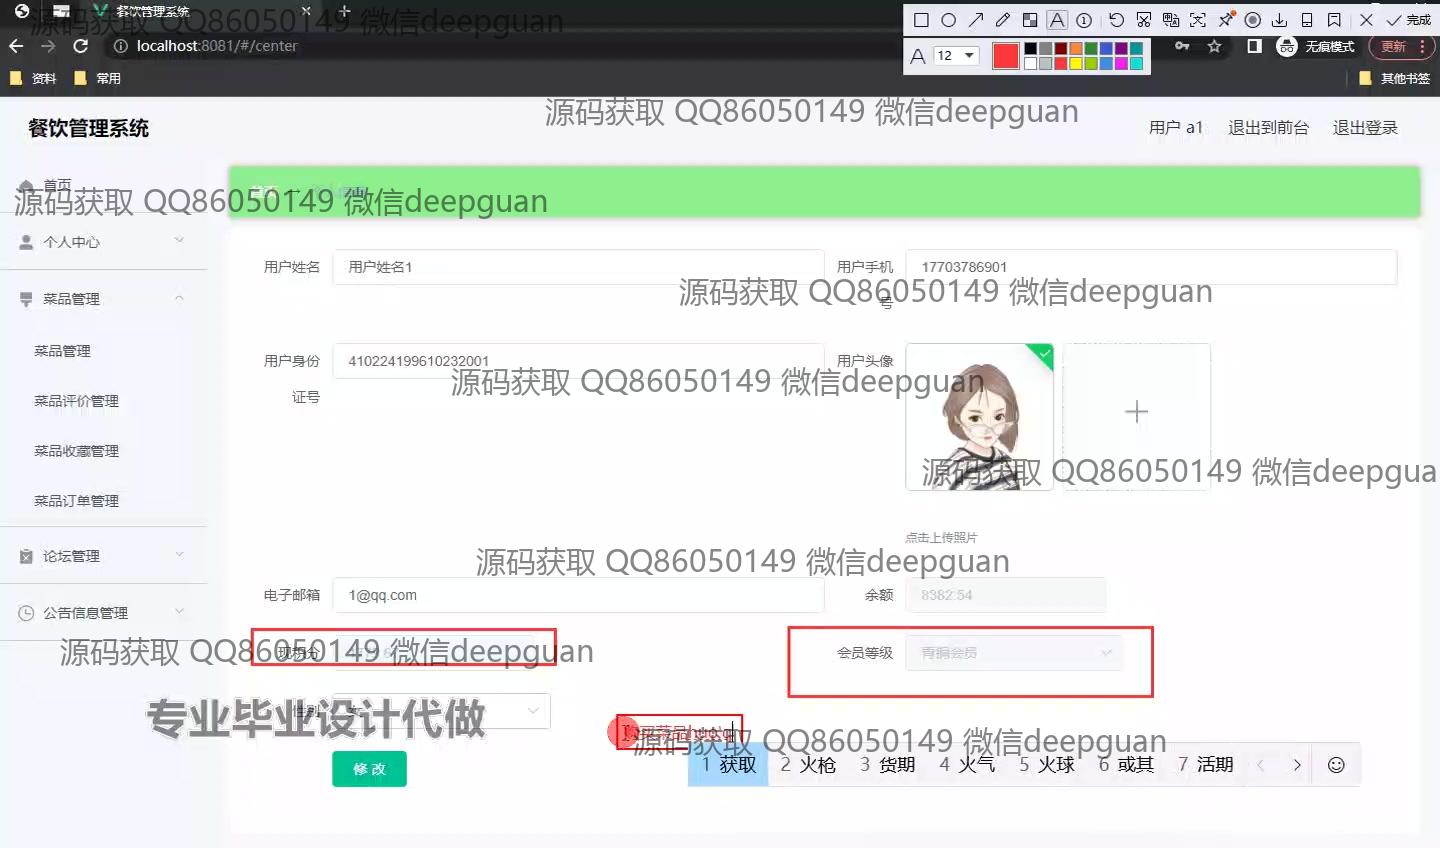 餐饮管理系统
源码获取 QQ86050149 微信deepguan
localhost:8081/#/center
12
完成
无痕模式
更新
资料
常用
其他书签
餐饮管理系统
源码获取 QQ86050149 微信deepguan
用户 a1
退出到前台
退出登录
首页
源码获取 QQ86050149 微信deepguan
个人中心
菜品管理
菜品管理
菜品评价管理
菜品收藏管理
菜品订单管理
论坛管理
公告信息管理
用户姓名
用户姓名1
用户手机号
17703786901
源码获取 QQ86050149 微信deepguan
用户身份证号
410224199610232001
用户头像
源码获取 QQ86050149 微信deepguan
源码获取 QQ86050149 微信deepgua
点击上传照片
源码获取 QQ86050149 微信deepguan
电子邮箱
1@qq.com
余额
8382.54
源码获取 QQ86050149 微信deepguan
现积分
会员等级
青铜会员
专业毕业设计代做
性别
购买菜品
源码获取 QQ86050149 微信deepguan
修改
1 获取 2 火枪 3 货期 4 火气 5 火球 6 或其 7 活期